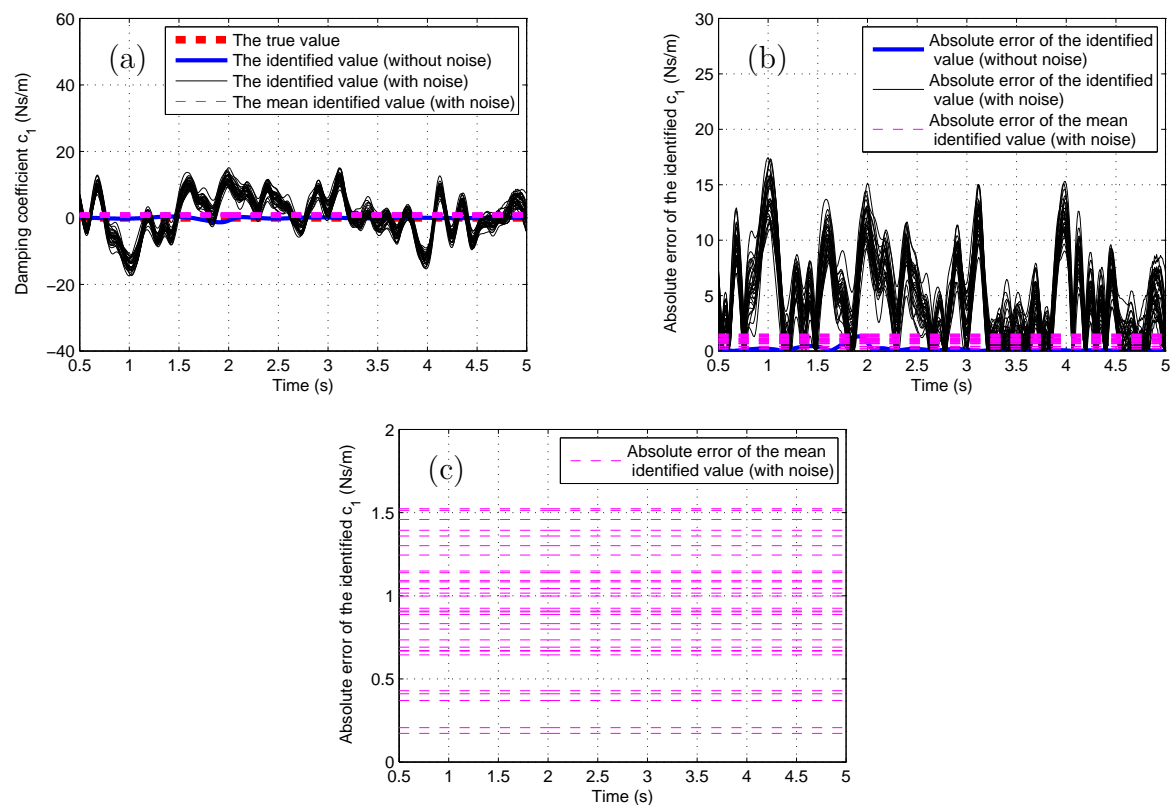 (a)
The true value
The identified value (without noise)
The identified value (with noise)
The mean identified value (with noise)
Damping coefficient c_1 (Ns/m)
60
40
20
0
−20
−40
0.5 1 1.5 2 2.5 3 3.5 4 4.5 5
Time (s)
(b)
Absolute error of the identified
value (without noise)
Absolute error of the identified
value (with noise)
Absolute error of the mean
identified value (with noise)
Absolute error of the identified c_1 (Ns/m)
30
25
20
15
10
5
0
0.5 1 1.5 2 2.5 3 3.5 4 4.5 5
Time (s)
(c)
Absolute error of the mean
identified value (with noise)
Absolute error of the identified c_1 (Ns/m)
2
1.5
1
0.5
0
0.5 1 1.5 2 2.5 3 3.5 4 4.5 5
Time (s)